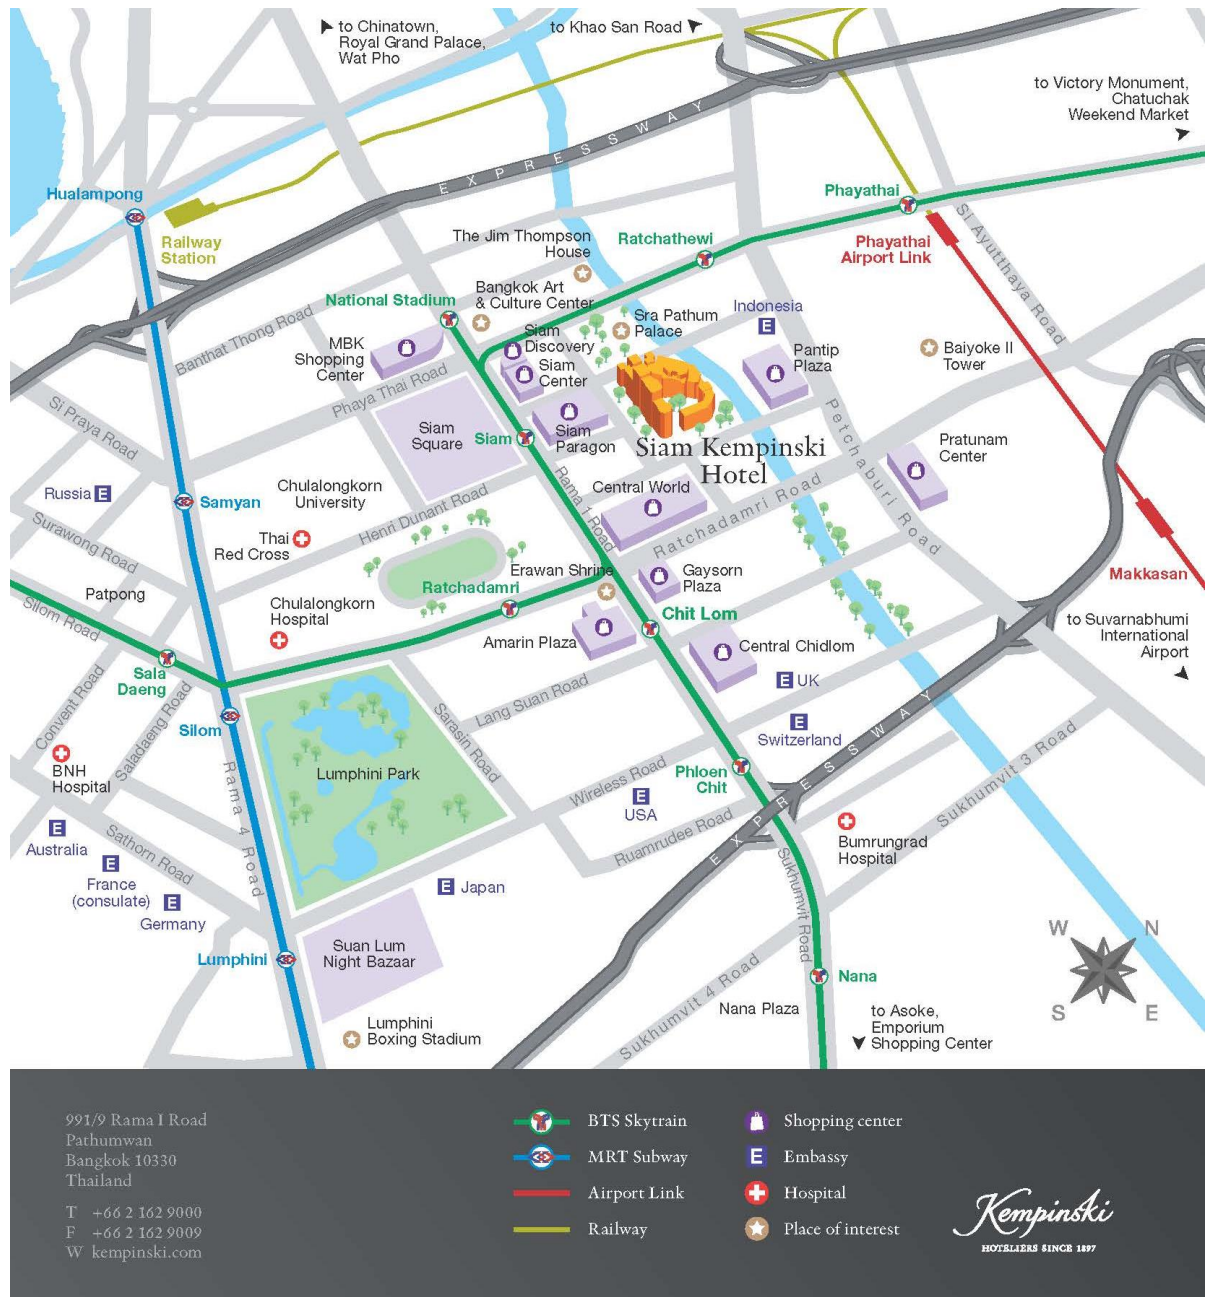 to Chinatown,
Royal Grand Palace,
Wat Pho
to Khao San Road
to Victory Monument,
Chatuchak
Weekend Market
EXPRESSWAY
Hualampong
Railway
Station
Phayathai
Phayathai
Airport Link
Si Ayutthaya Road
The Jim Thompson
House
Ratchathewi
Bangkok Art
& Culture Center
National Stadium
Indonesia
Sra Pathum
Palace
Banthat Thong Road
MBK
Shopping
Center
Siam
Discovery
Siam
Center
Pantip
Plaza
Baiyoke II
Tower
Phaya Thai Road
Si Praya Road
Siam
Square
Siam
Siam
Paragon
Siam Kempinski
Hotel
Petchaburi Road
Pratunam
Center
Russia E
Samyan
Chulalongkorn
University
Rama 1 Road
Central World
Henri Dunant Road
Ratchadamri Road
Surawong Road
Thai
Red Cross
Erawan Shrine
Gaysorn
Plaza
Makkasan
Patpong
Ratchadamri
Silom Road
Chulalongkorn
Hospital
Chit Lom
Amarin Plaza
to Suvarnabhumi
International
Airport
Central Chidlom
Sala
Daeng
E UK
Convent Road
Saladaeng Road
Silom
Lang Suan Road
Sarasin Road
E
Switzerland
EXPRESSWAY
BNH
Hospital
Rama 4 Road
Lumphini Park
Phloen
Chit
Wireless Road
E
USA
Sukhumvit 3 Road
Ruamrudee Road
Bumrungrad
Hospital
E
Australia
Sathorn Road
E
France
(consulate)
E
Germany
E Japan
Sukhumvit Road
Suan Lum
Night Bazaar
Lumphini
Sukhumvit 4 Road
Nana
Nana Plaza
W N
S E
to Asoke,
Emporium
Shopping Center
Lumphini
Boxing Stadium
991/9 Rama I Road
Pathumwan
Bangkok 10330
Thailand
T +66 2 162 9000
F +66 2 162 9009
W kempinski.com
BTS Skytrain
MRT Subway
Airport Link
Railway
Shopping center
E Embassy
Hospital
Place of interest
Kempinski
HOTELIERS SINCE 1897